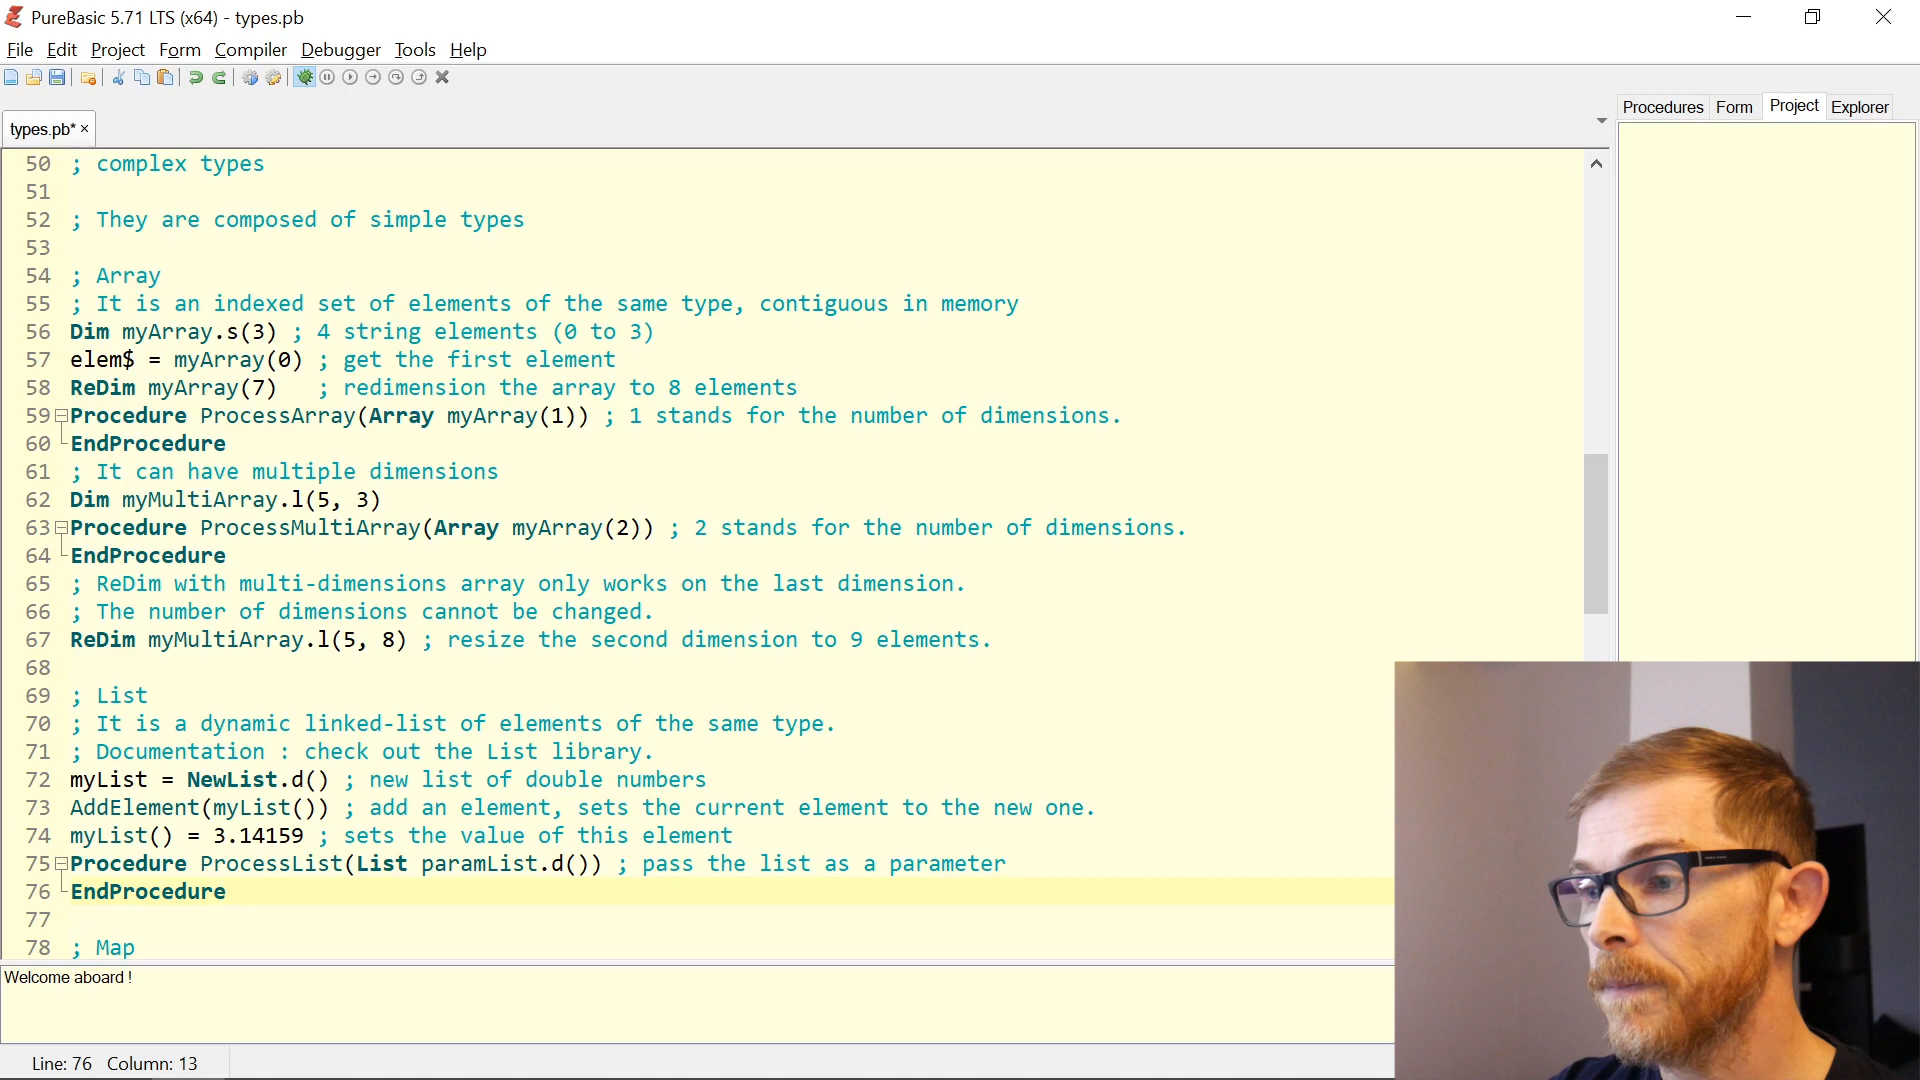 PureBasic 5.71 LTS (x64) - types.pb
File Edit Project Form Compiler Debugger Tools Help
types.pb*
Procedures Form Project Explorer
50 ; complex types
51
52 ; They are composed of simple types
53
54 ; Array
55 ; It is an indexed set of elements of the same type, contiguous in memory
56 Dim myArray.s(3) ; 4 string elements (0 to 3)
57 elem$ = myArray(0) ; get the first element
58 ReDim myArray(7) ; redimension the array to 8 elements
59 Procedure ProcessArray(Array myArray(1)) ; 1 stands for the number of dimensions.
60 EndProcedure
61 ; It can have multiple dimensions
62 Dim myMultiArray.l(5, 3)
63 Procedure ProcessMultiArray(Array myArray(2)) ; 2 stands for the number of dimensions.
64 EndProcedure
65 ; ReDim with multi-dimensions array only works on the last dimension.
66 ; The number of dimensions cannot be changed.
67 ReDim myMultiArray.l(5, 8) ; resize the second dimension to 9 elements.
68
69 ; List
70 ; It is a dynamic linked-list of elements of the same type.
71 ; Documentation : check out the List library.
72 myList = NewList.d() ; new list of double numbers
73 AddElement(myList()) ; add an element, sets the current element to the new one.
74 myList() = 3.14159 ; sets the value of this element
75 Procedure ProcessList(List paramList.d()) ; pass the list as a parameter
76 EndProcedure
77
78 ; Map
Welcome aboard !
Line: 76 Column: 13